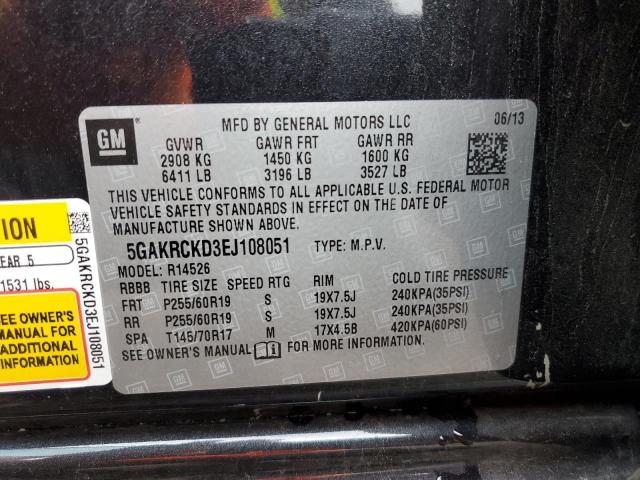 GM
MFD BY GENERAL MOTORS LLC 06/13
GVWR GAWR FRT GAWR RR
2908 KG 1450 KG 1600 KG
6411 LB 3196 LB 3527 LB
THIS VEHICLE CONFORMS TO ALL APPLICABLE U.S. FEDERAL MOTOR
VEHICLE SAFETY STANDARDS IN EFFECT ON THE DATE OF
MANUFACTURE SHOWN ABOVE.
5GAKRCKD3EJ108051 TYPE: M.P.V.
MODEL: R14526
RBBB TIRE SIZE SPEED RTG RIM COLD TIRE PRESSURE
FRT P255/60R19 S 19X7.5J 240KPA(35PSI)
RR P255/60R19 S 19X7.5J 240KPA(35PSI)
SPA T145/70R17 M 17X4.5B 420KPA(60PSI)
SEE OWNER'S MANUAL FOR MORE INFORMATION.
EAR 5
1531 lbs.
SEE OWNER'S
MANUAL FOR
ADDITIONAL
INFORMATION
5GAKRCKD3EJ108051